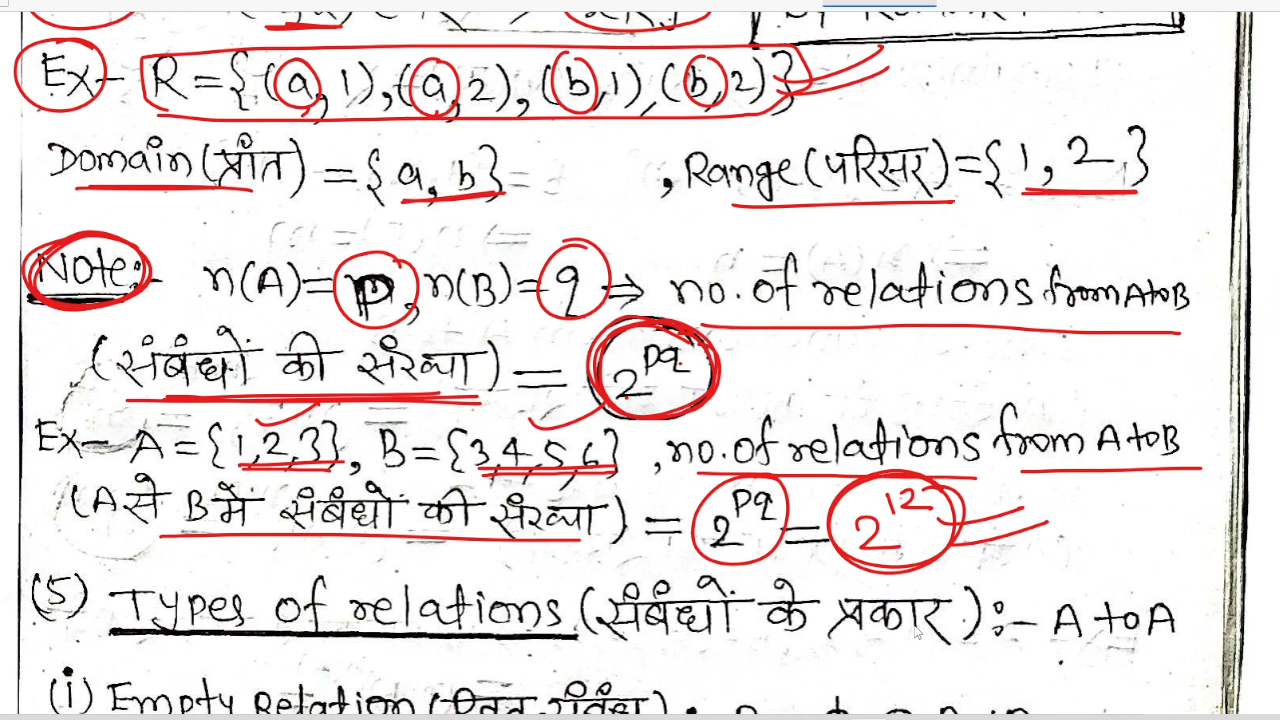 Ex- R={(a,1),(a,2),(b,1),(b,2)}
Domain(प्रांत)={a,b} ,Range(परिसर)={1,2}
Note:- n(A)=p, n(B)=q ⇒ no. of relations from A to B
(संबंधों की संख्या) = 2^pq
Ex- A={1,2,3}, B={3,4,5,6} ,no. of relations from A to B
(A से B में संबंधों की संख्या) = 2^pq = 2^12
(5) Types of relations (संबंधों के प्रकार):- A to A
(i) Empty Relation (